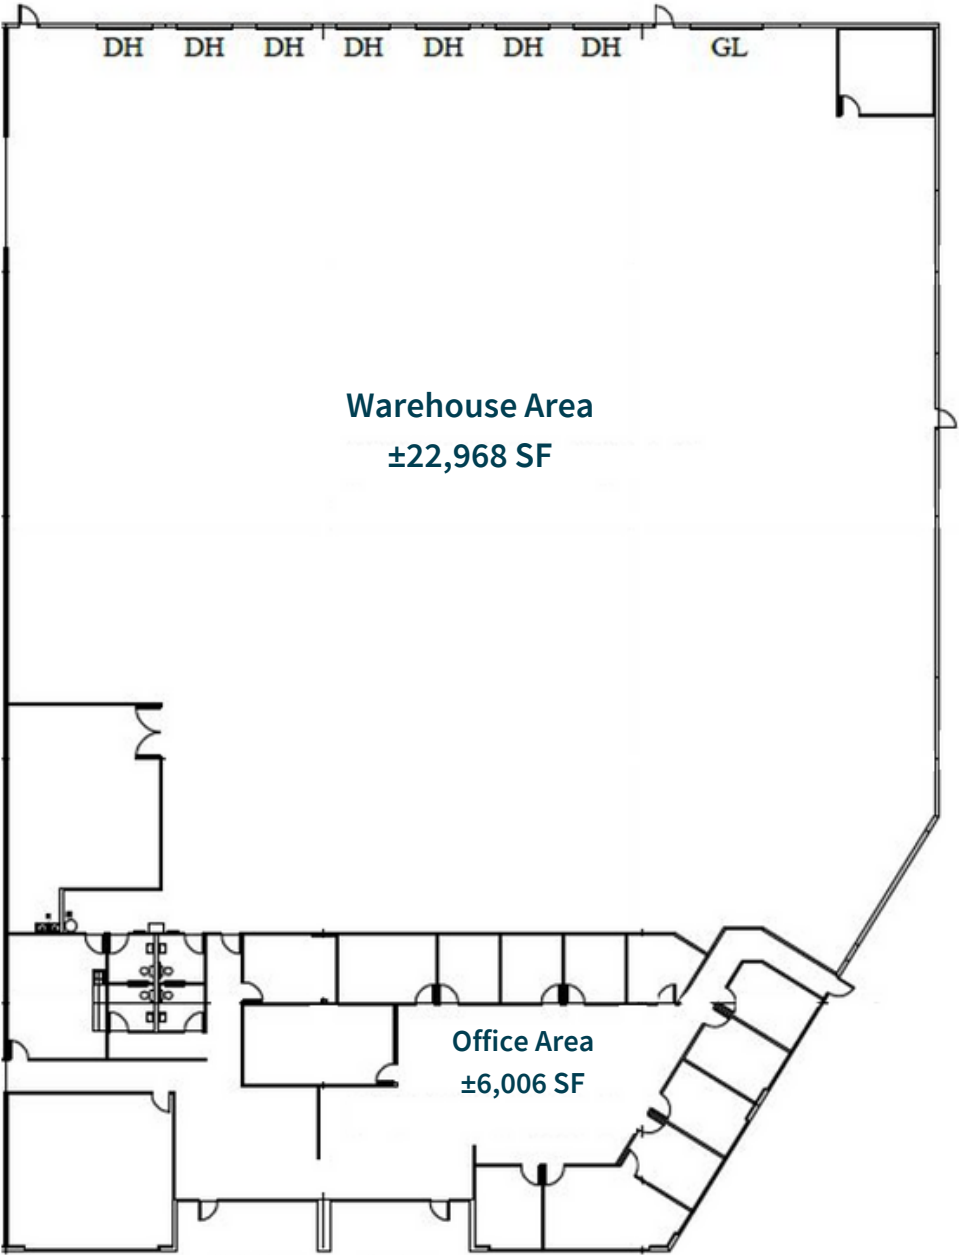 DH DH DH DH DH DH DH GL
Warehouse Area
±22,968 SF
Office Area
±6,006 SF